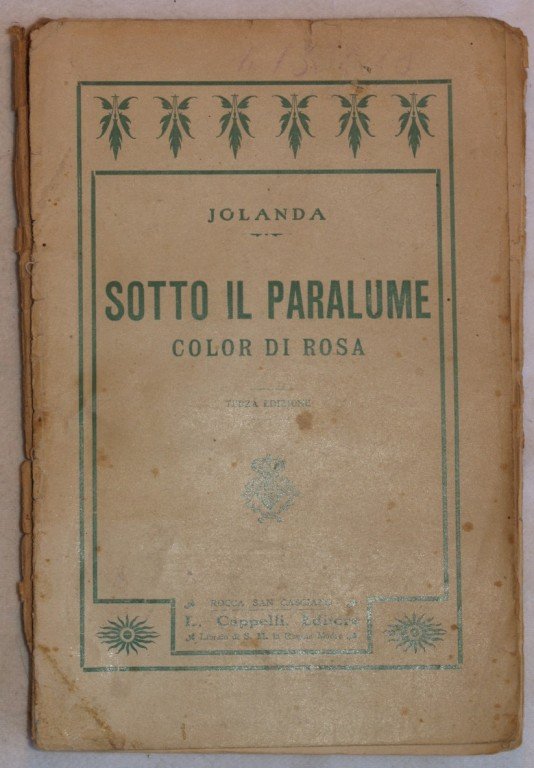 JOLANDA
SOTTO IL PARALUME
COLOR DI ROSA
TERZA EDIZIONE
ROCCA SAN CASCIANO
L. Cappelli, Editore
Libraio di S. M. la Regina Madre